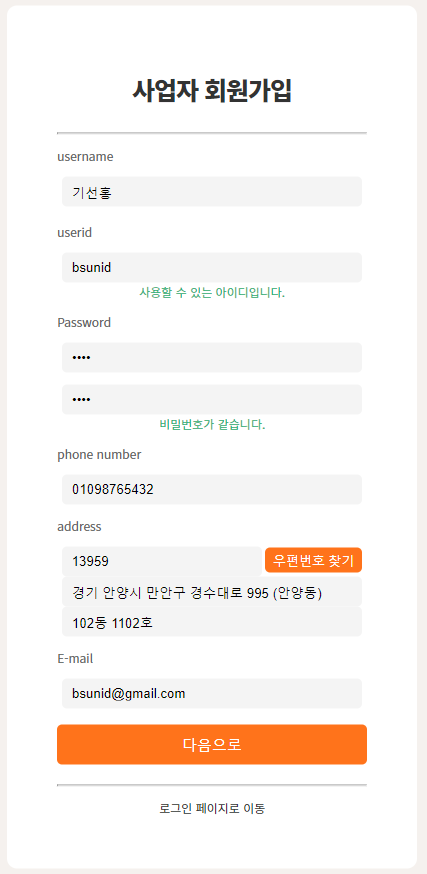 사업자 회원가입
username
기선홍
userid
bsunid
사용할 수 있는 아이디입니다.
Password
••••
••••
비밀번호가 같습니다.
phone number
01098765432
address
13959 우편번호 찾기
경기 안양시 만안구 경수대로 995 (안양동)
102동 1102호
E-mail
bsunid@gmail.com
다음으로
로그인 페이지로 이동